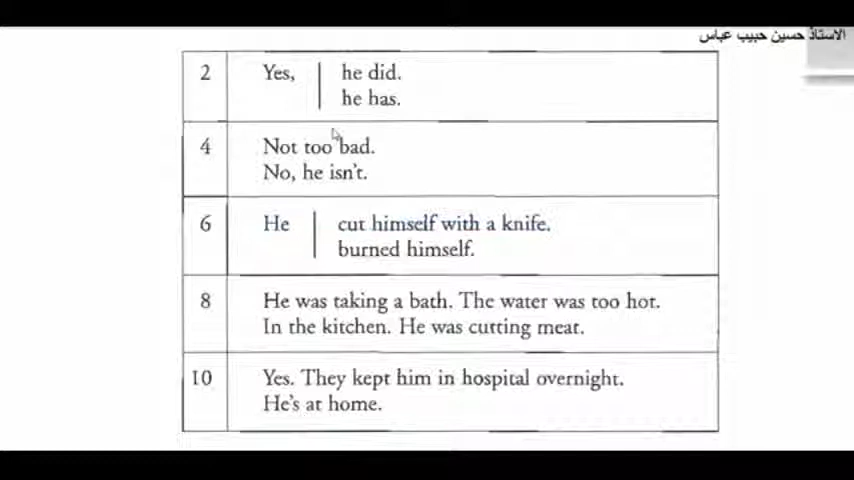 الاستاذ حسين حبيب عباس
2 Yes, he did.
he has.
4 Not too bad.
No, he isn't.
6 He cut himself with a knife.
burned himself.
8 He was taking a bath. The water was too hot.
In the kitchen. He was cutting meat.
10 Yes. They kept him in hospital overnight.
He's at home.